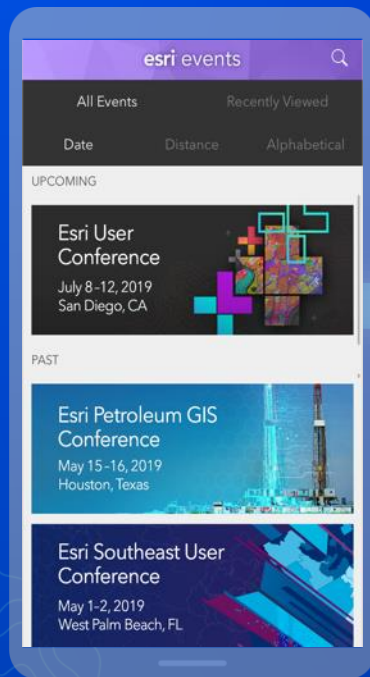 esri events
All Events Recently Viewed
Date Distance Alphabetical
UPCOMING
Esri User
Conference
July 8-12, 2019
San Diego, CA
PAST
Esri Petroleum GIS
Conference
May 15-16, 2019
Houston, Texas
Esri Southeast User
Conference
May 1-2, 2019
West Palm Beach, FL